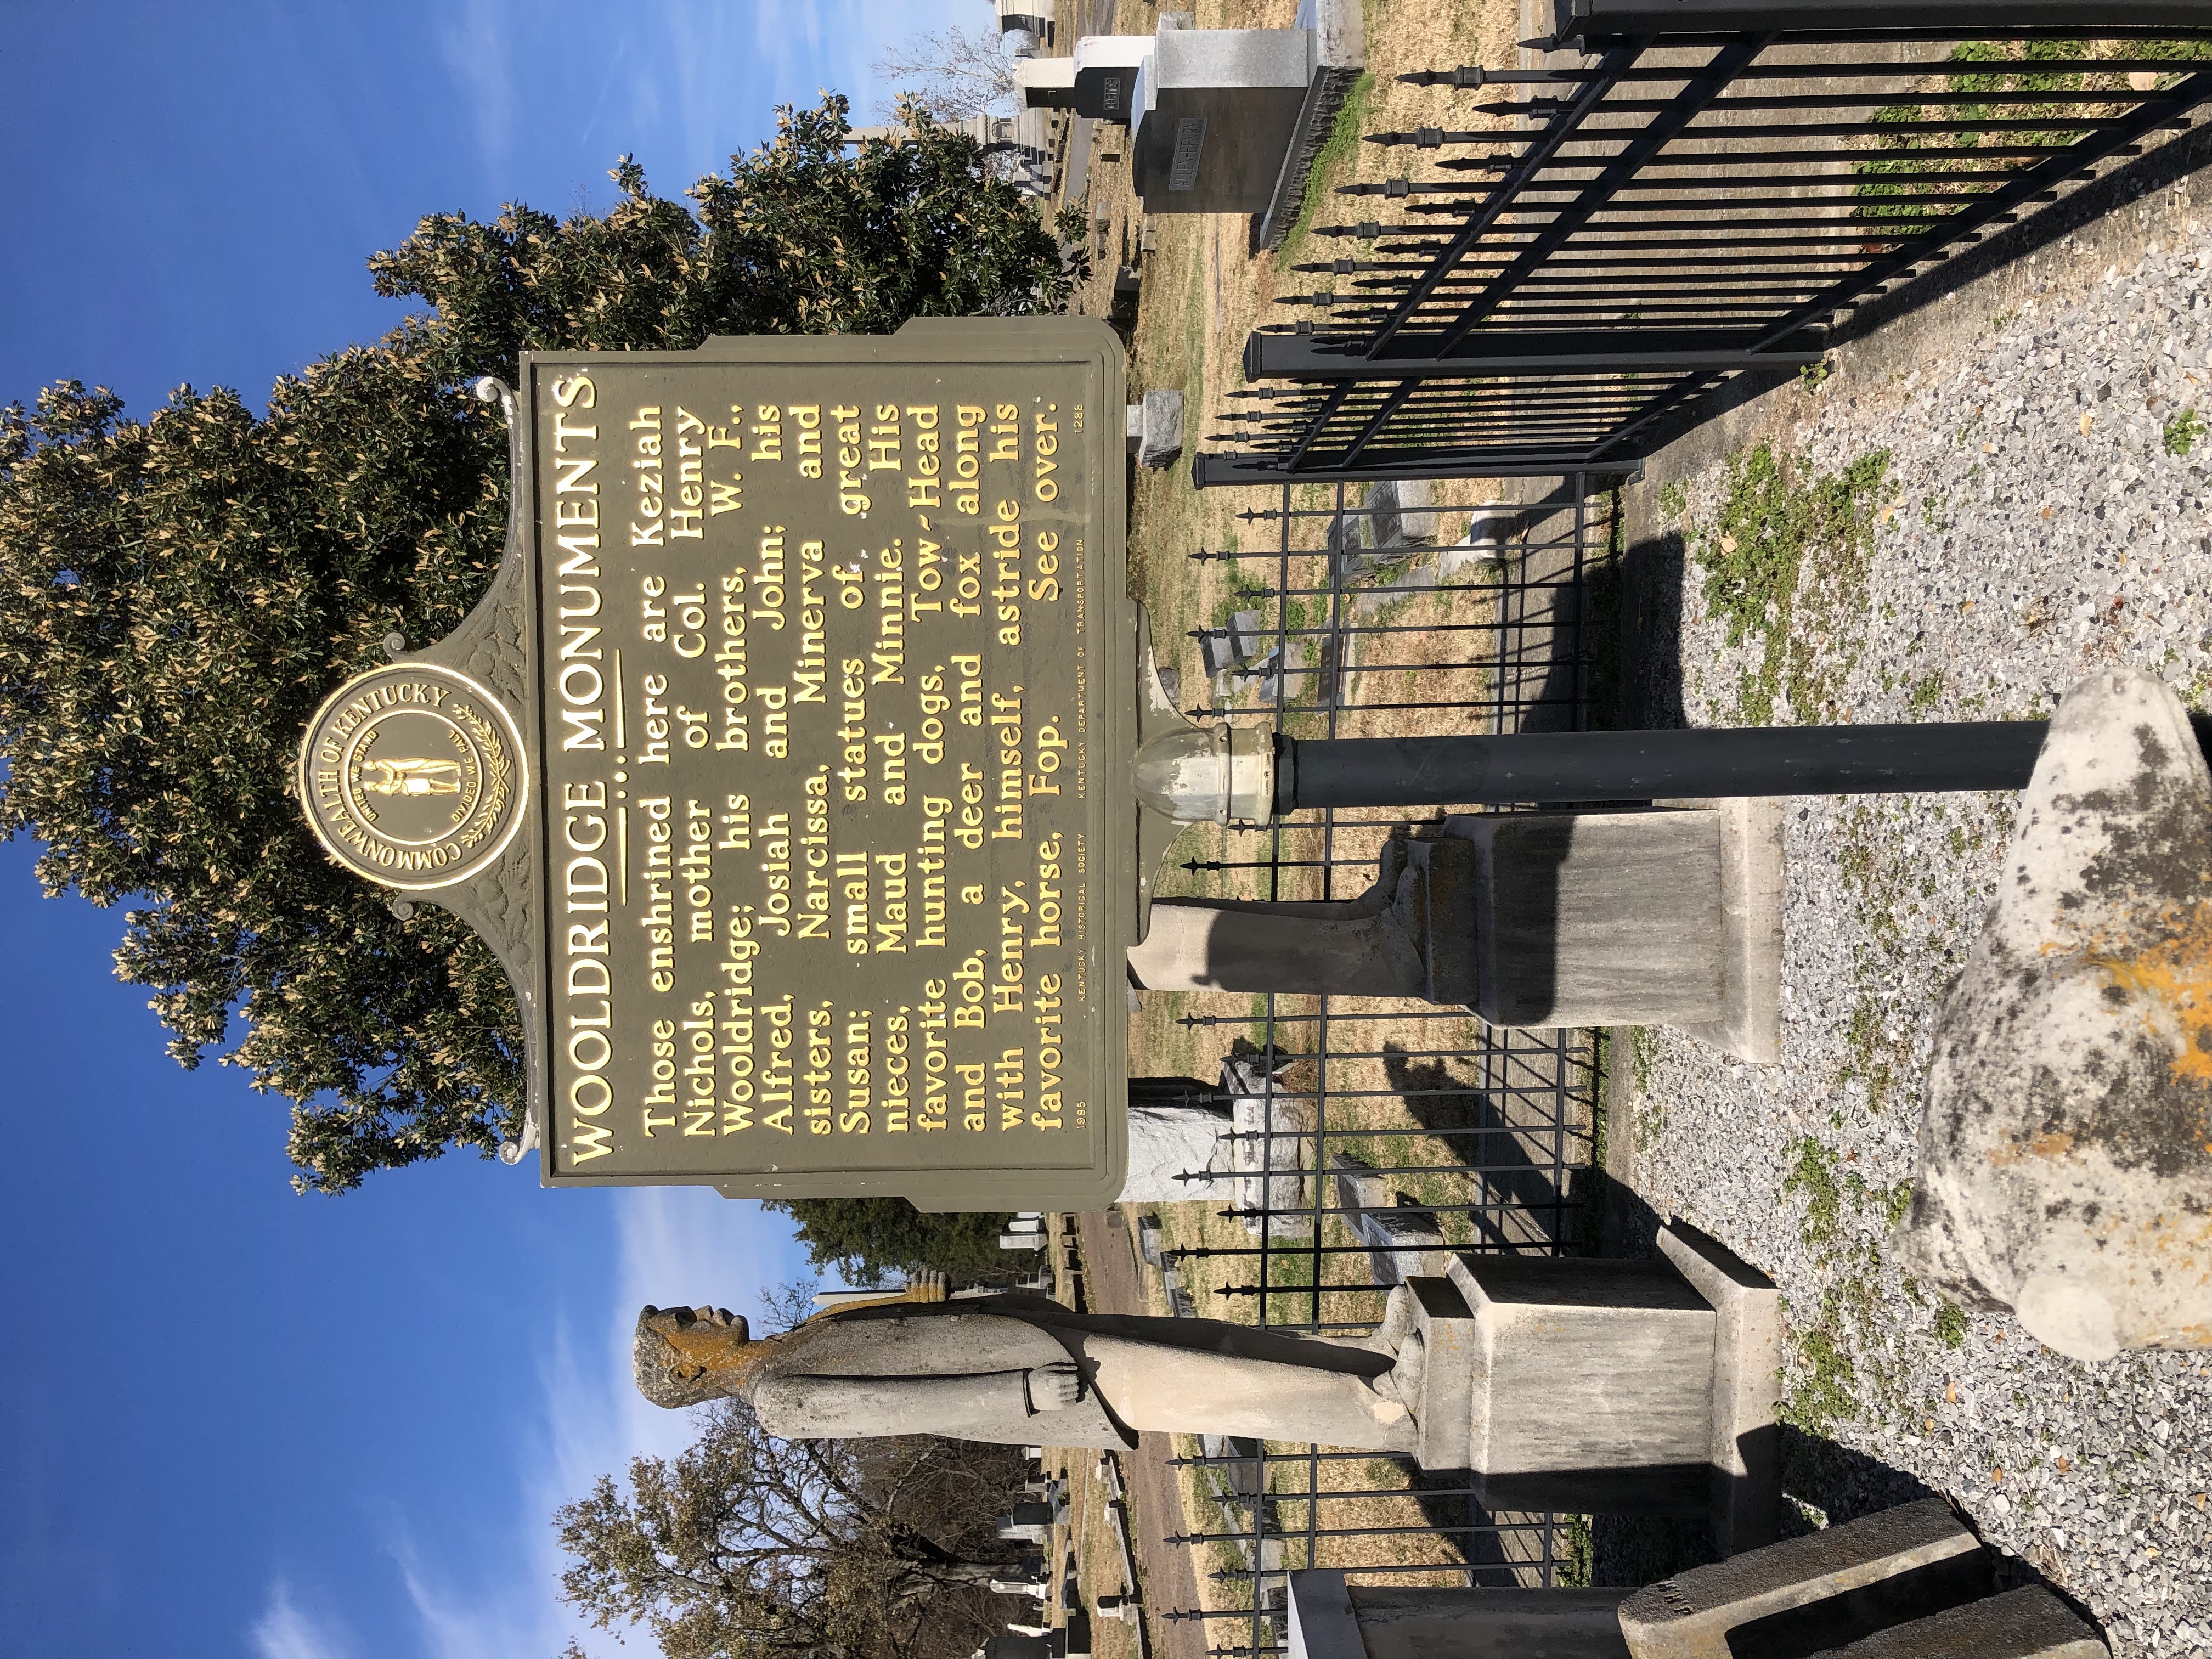 COMMONWEALTH OF KENTUCKY
UNITED WE STAND
DIVIDED WE FALL
WOOLDRIDGE MONUMENTS
Those enshrined here are Keziah
Nichols, mother of Col. Henry
Wooldridge; his brothers, W. F.,
Alfred, Josiah and John; his
sisters, Narcissa, Minerva and
Susan; small statues of great
nieces, Maud and Minnie. His
favorite hunting dogs, Tow-Head
and Bob, a deer and fox along
with Henry, himself, astride his
favorite horse, Fop. See over.
1985 KENTUCKY HISTORICAL SOCIETY KENTUCKY DEPARTMENT OF TRANSPORTATION 1286
ALLEN-HENRY